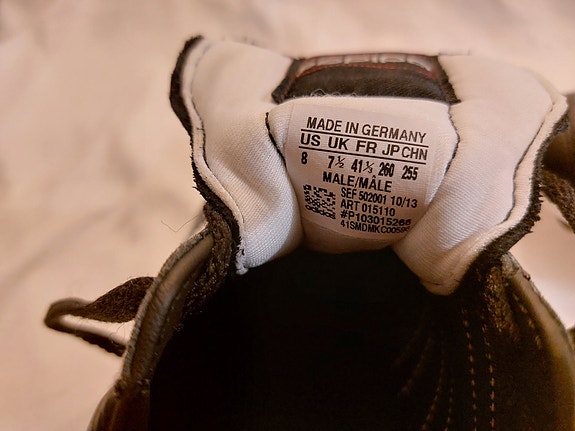 MADE IN GERMANY
US UK FR JP CHN
8 7½ 41⅓ 260 255
MALE/MÂLE
SEF 502001 10/13
ART 015110
#P103015266